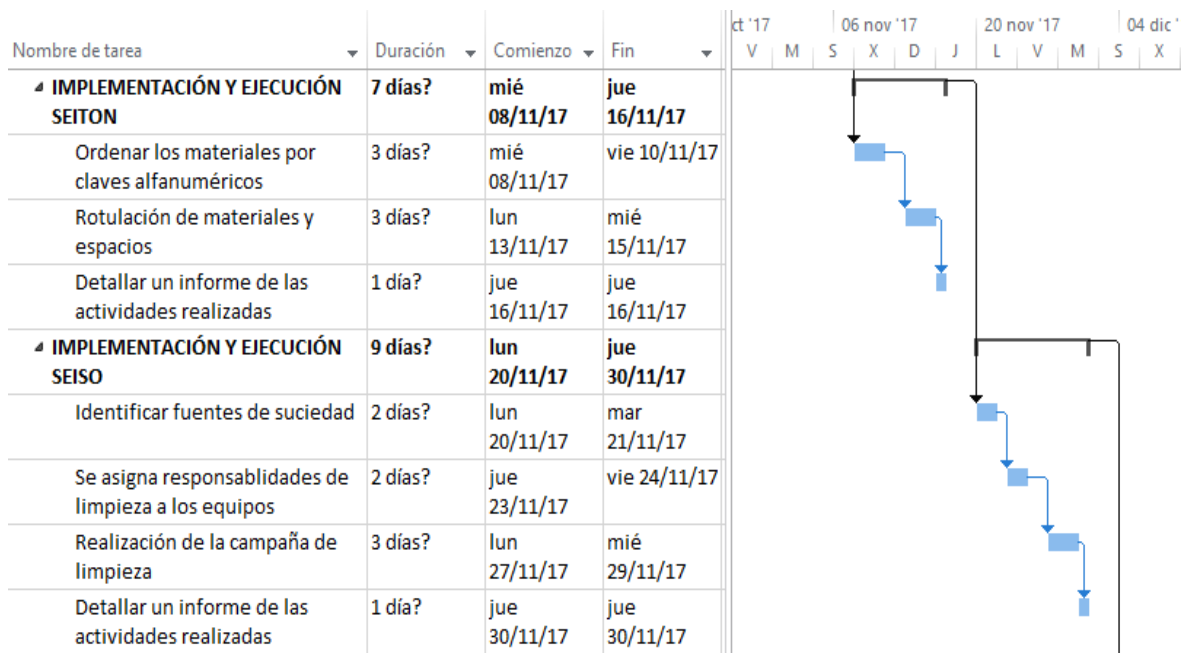 ct '17 06 nov '17 20 nov '17 04 dic '
Nombre de tarea Duración Comienzo Fin V M S X D J L V M S X
IMPLEMENTACIÓN Y EJECUCIÓN 7 días? mié jue
SEITON 08/11/17 16/11/17
Ordenar los materiales por 3 días? mié vie 10/11/17
claves alfanuméricos 08/11/17
Rotulación de materiales y 3 días? lun mié
espacios 13/11/17 15/11/17
Detallar un informe de las 1 día? jue jue
actividades realizadas 16/11/17 16/11/17
IMPLEMENTACIÓN Y EJECUCIÓN 9 días? lun jue
SEISO 20/11/17 30/11/17
Identificar fuentes de suciedad 2 días? lun mar
20/11/17 21/11/17
Se asigna responsablidades de 2 días? jue vie 24/11/17
limpieza a los equipos 23/11/17
Realización de la campaña de 3 días? lun mié
limpieza 27/11/17 29/11/17
Detallar un informe de las 1 día? jue jue
actividades realizadas 30/11/17 30/11/17